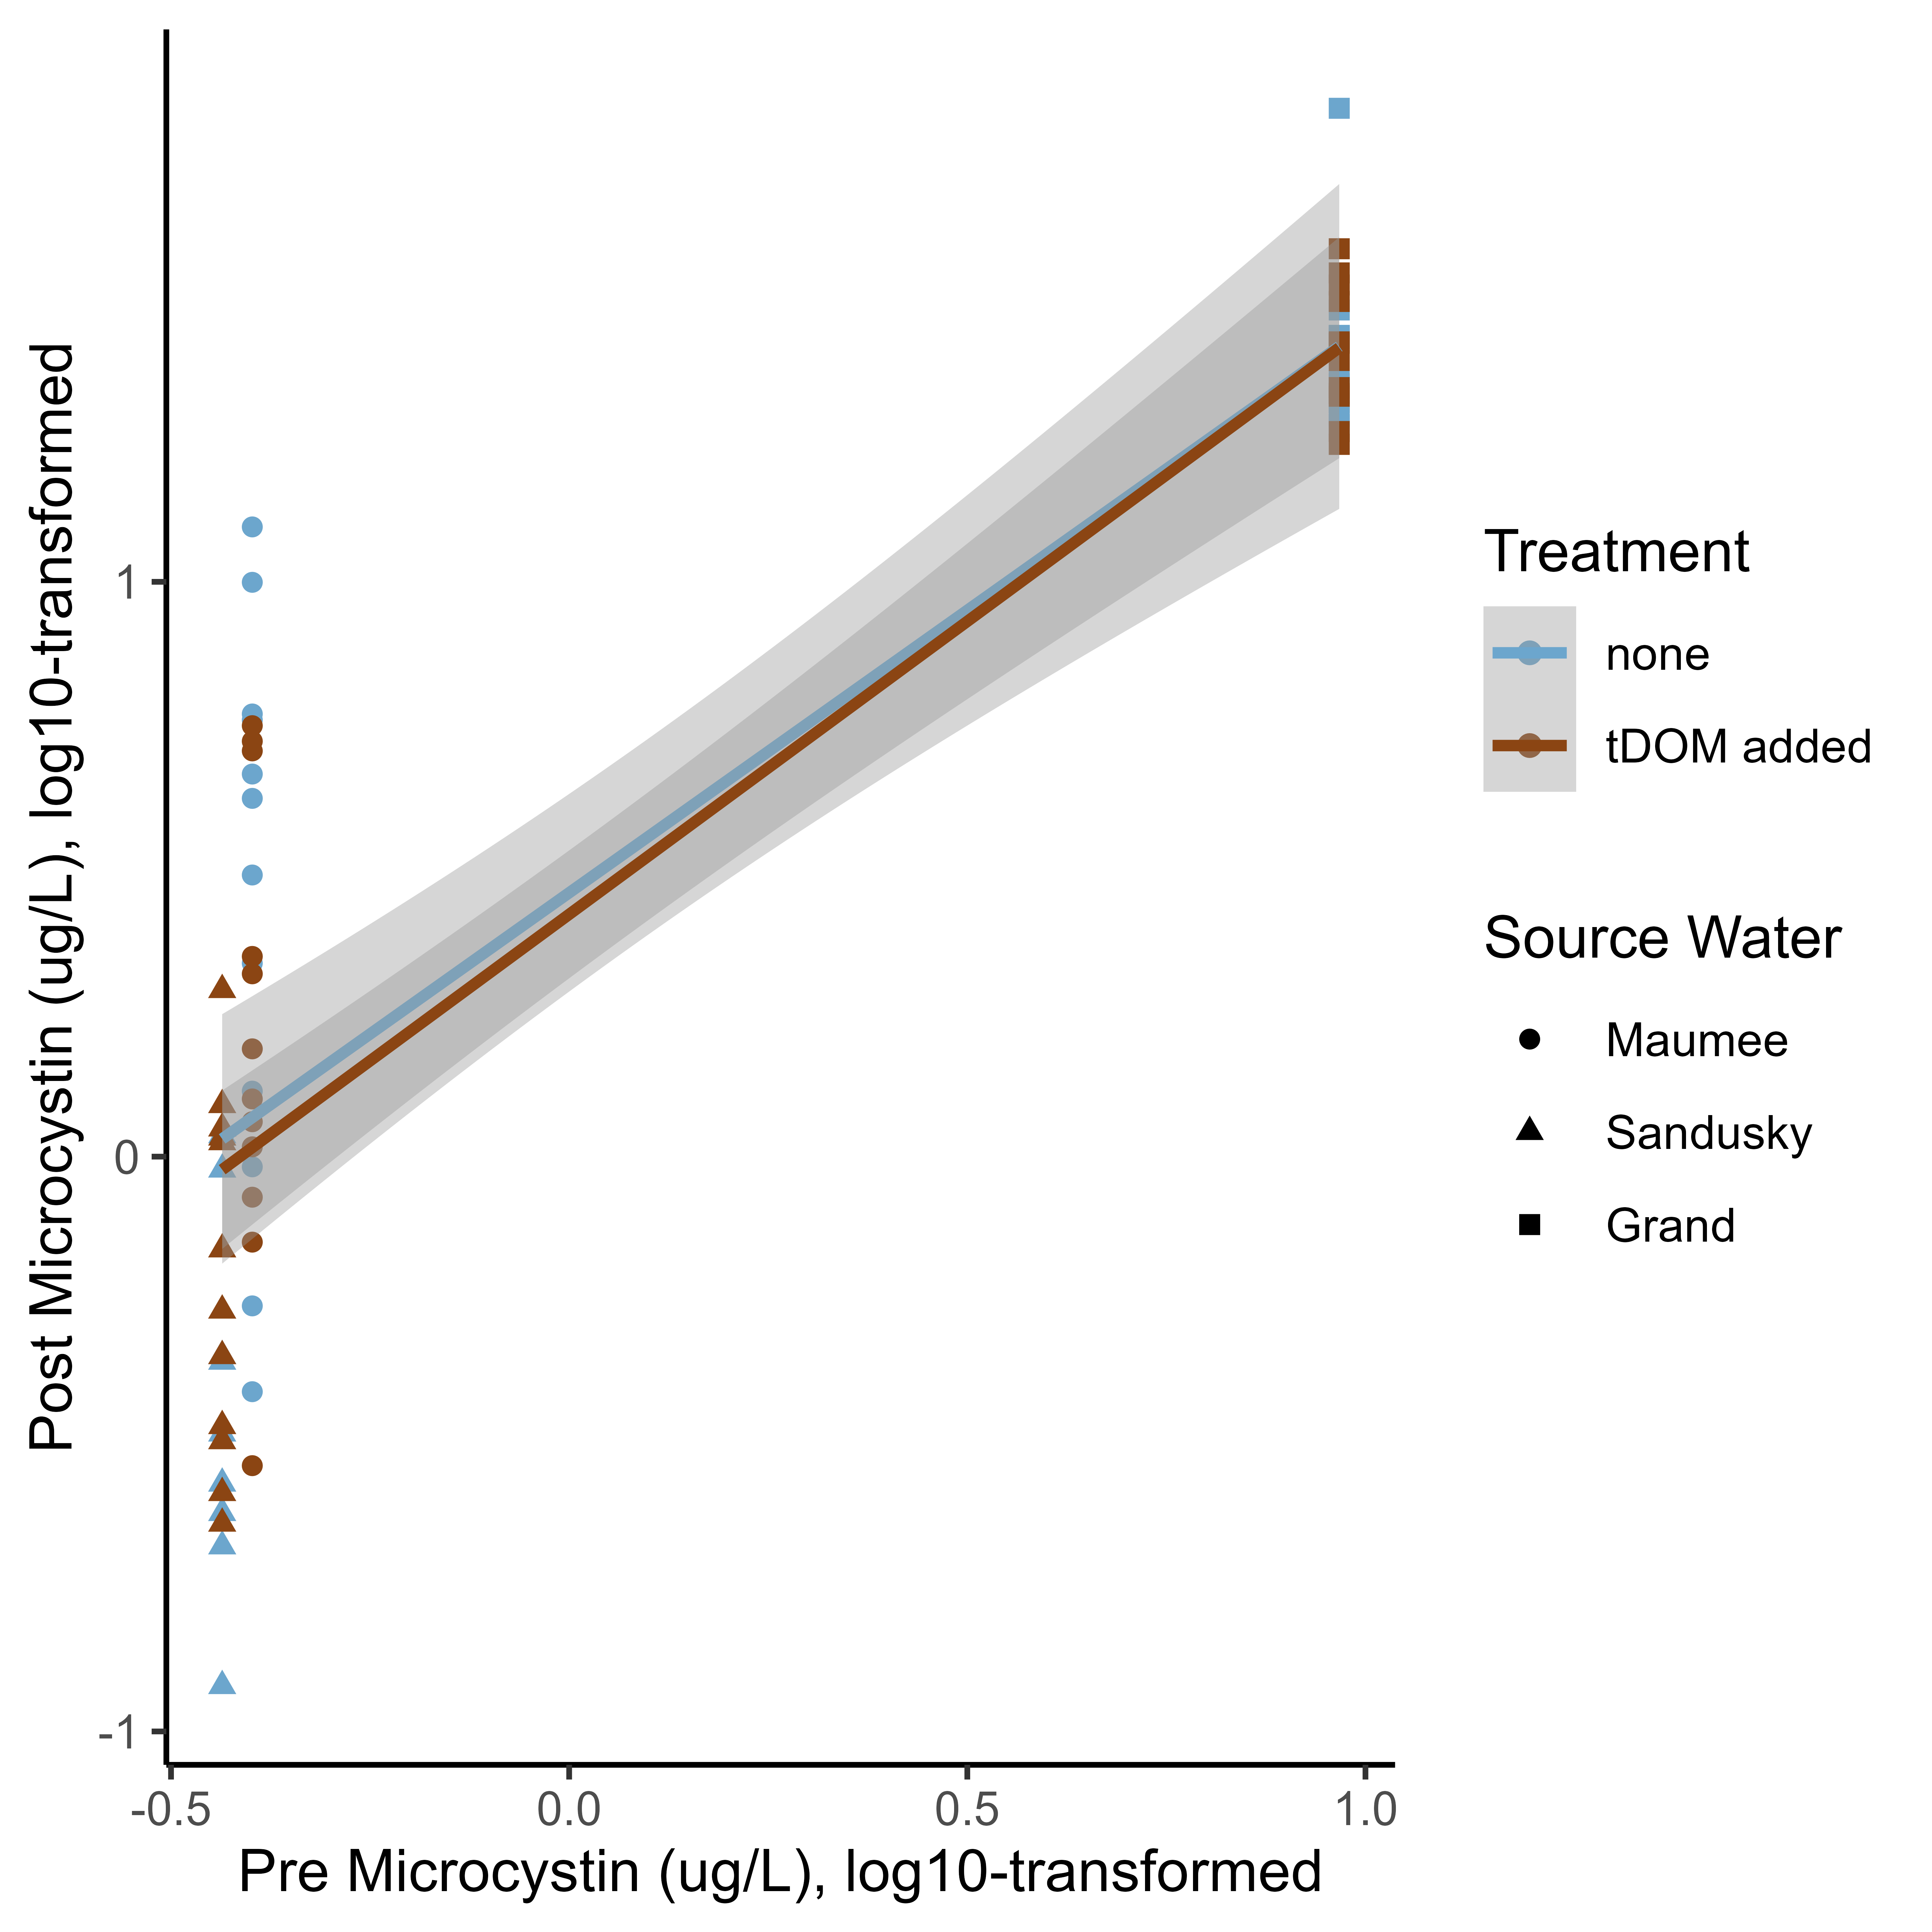 Post Microcystin (ug/L), log10-transformed
1
0
-1
-0.5
0.0
0.5
1.0
Pre Microcystin (ug/L), log10-transformed
Treatment
none
tDOM added
Source Water
Maumee
Sandusky
Grand